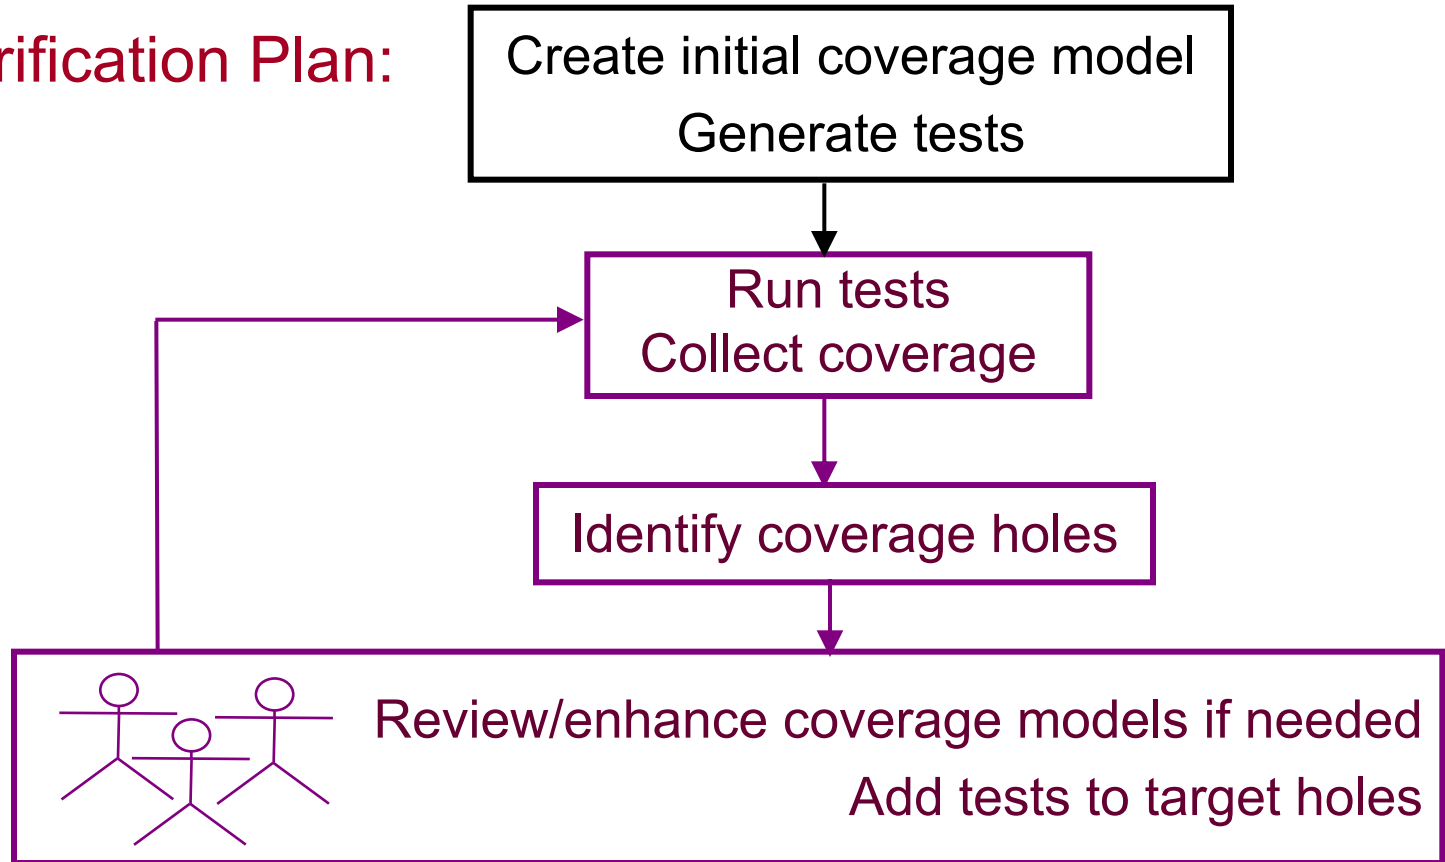 rification Plan:
Create initial coverage model
Generate tests
Run tests
Collect coverage
Identify coverage holes
Review/enhance coverage models if needed
Add tests to target holes